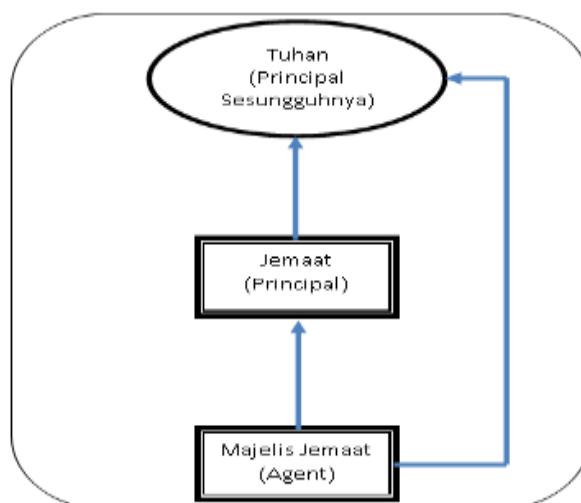 Tuhan
(Principal
Sesungguhnya)
Jemaat
(Principal)
Majelis Jemaat
(Agent)